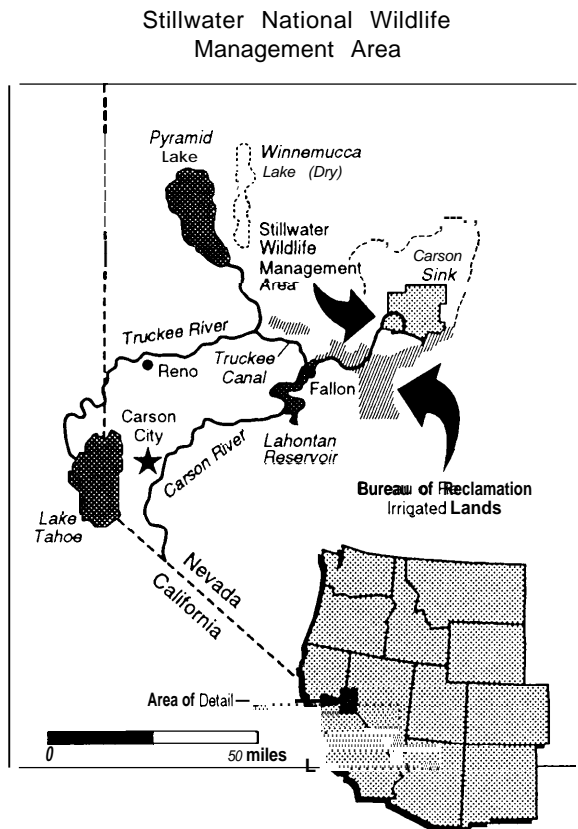 Stillwater National Wildlife
Management Area
Pyramid
Lake
Winnemucca
Lake (Dry)
Stillwater
Wildlife
Management
Area
Carson
Sink
Truckee River
Reno
Truckee
Canal
Fallon
Carson
City
Carson River
Lahontan
Reservoir
Lake
Tahoe
Bureau of Reclamation
Irrigated Lands
Nevada
California
Area of Detail
0
50 miles